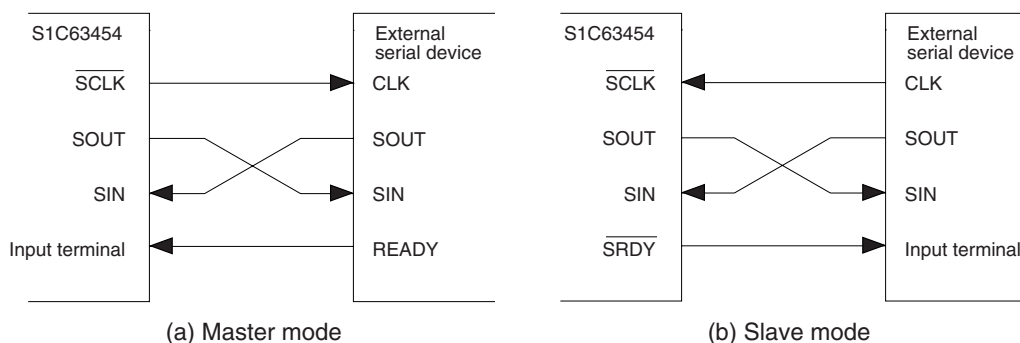 S1C63454
External
serial device
SCLK
CLK
SOUT
SOUT
SIN
SIN
Input terminal
READY
(a) Master mode
S1C63454
External
serial device
SCLK
CLK
SOUT
SOUT
SIN
SIN
SRDY
Input terminal
(b) Slave mode